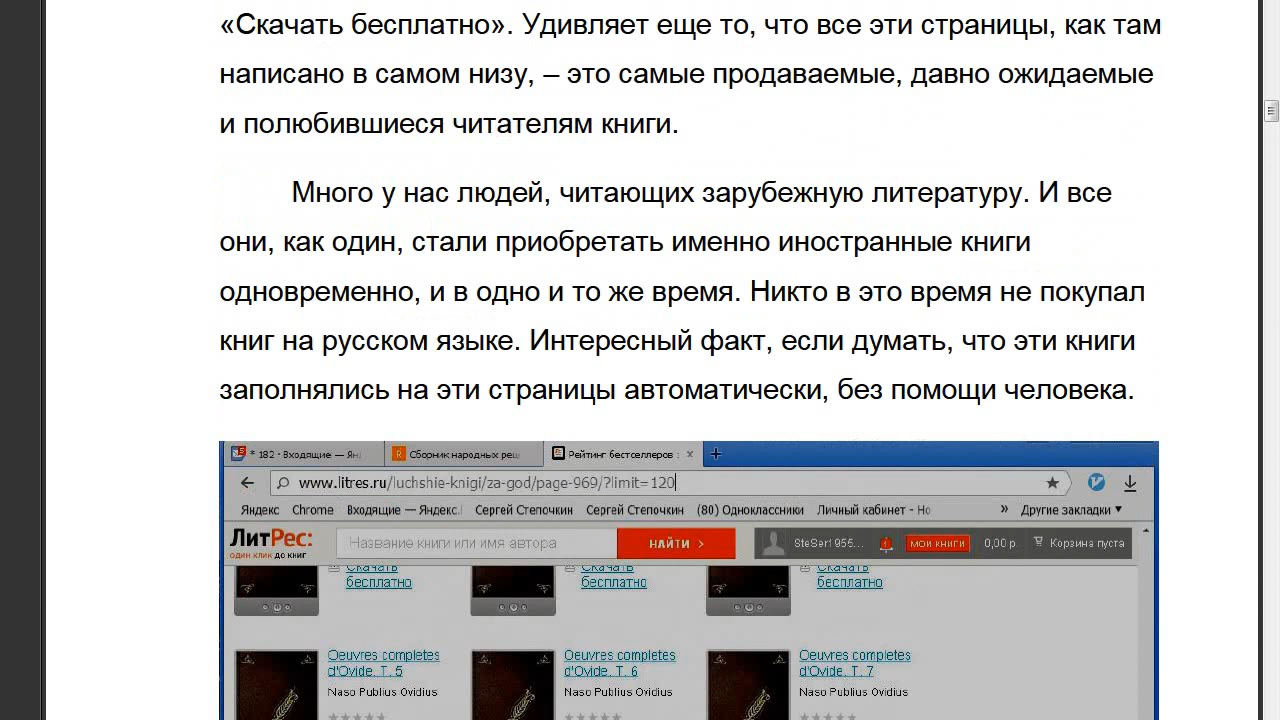 «Скачать бесплатно». Удивляет еще то, что все эти страницы, как там
написано в самом низу, – это самые продаваемые, давно ожидаемые
и полюбившиеся читателям книги.
Много у нас людей, читающих зарубежную литературу. И все
они, как один, стали приобретать именно иностранные книги
одновременно, и в одно и то же время. Никто в это время не покупал
книг на русском языке. Интересный факт, если думать, что эти книги
заполнялись на эти страницы автоматически, без помощи человека.
* 182 · Входящие — Ян
Сборник народных реш
Рейтинг бестселлеров :
www.litres.ru/luchshie-knigi/za-god/page-969/?limit=120
Яндекс Chrome Входящие — Яндекс. Сергей Степочкин Сергей Степочкин (80) Одноклассники Личный кабинет - Но » Другие закладки
ЛитРес: Название книги или имя автора НАЙТИ > SteSer1955... МОИ КНИГИ 0,00 р. Корзина пуста
один клик до книг
Скачать Скачать Скачать
бесплатно бесплатно бесплатно
Oeuvres completes Oeuvres completes Oeuvres completes
d'Ovide. T. 5 d'Ovide. T. 6 d'Ovide. T. 7
Naso Publius Ovidius Naso Publius Ovidius Naso Publius Ovidius